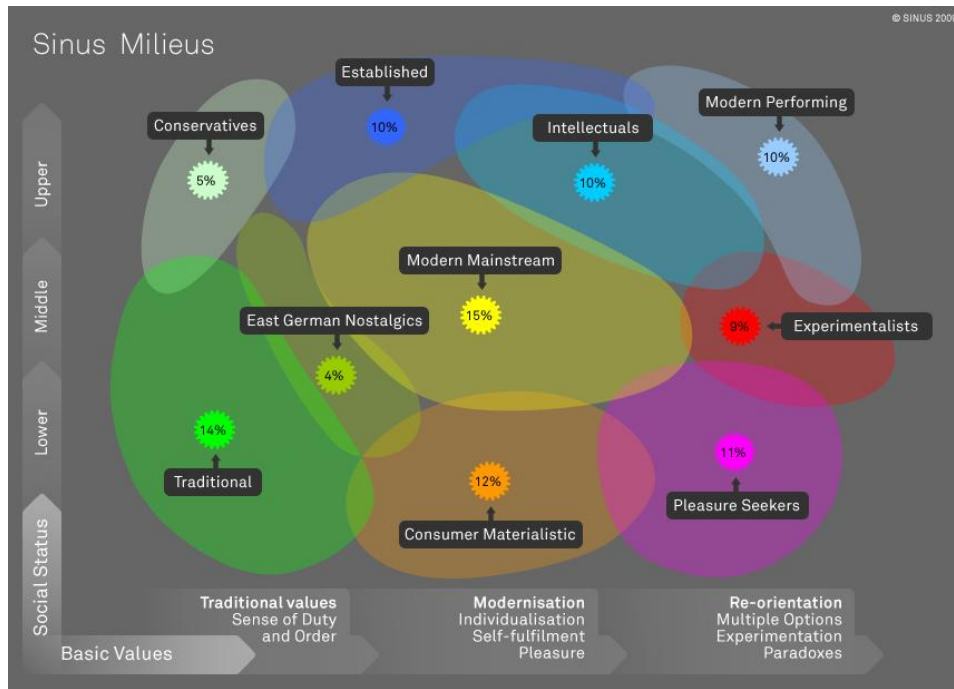 © SINUS 200
Sinus Milieus
Established
10%
Modern Performing
10%
Conservatives
5%
Intellectuals
10%
Modern Mainstream
15%
East German Nostalgics
4%
9%
Experimentalists
14%
Traditional
12%
Consumer Materialistic
11%
Pleasure Seekers
Upper
Middle
Lower
Social Status
Basic Values
Traditional values
Sense of Duty
and Order
Modernisation
Individualisation
Self-fulfilment
Pleasure
Re-orientation
Multiple Options
Experimentation
Paradoxes